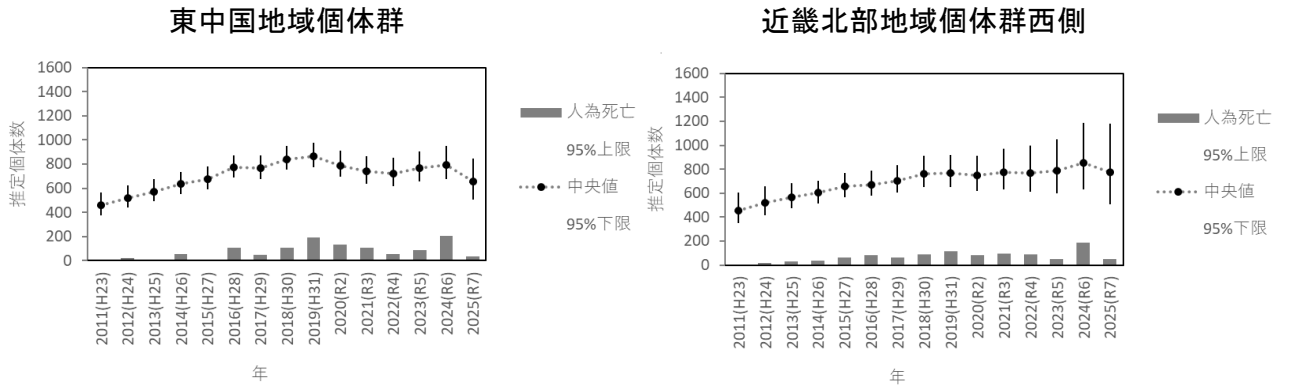 東中国地域個体群
1600
1400
1200
1000
800
600
400
200
0
推定個体数
2011(H23)
2012(H24)
2013(H25)
2014(H26)
2015(H27)
2016(H28)
2017(H29)
2018(H30)
2019(H31)
2020(R2)
2021(R3)
2022(R4)
2023(R5)
2024(R6)
2025(R7)
年
人為死亡
95%上限
中央値
95%下限
近畿北部地域個体群西側
1600
1400
1200
1000
800
600
400
200
0
推定個体数
2011(H23)
2012(H24)
2013(H25)
2014(H26)
2015(H27)
2016(H28)
2017(H29)
2018(H30)
2019(H31)
2020(R2)
2021(R3)
2022(R4)
2023(R5)
2024(R6)
2025(R7)
年
人為死亡
95%上限
中央値
95%下限